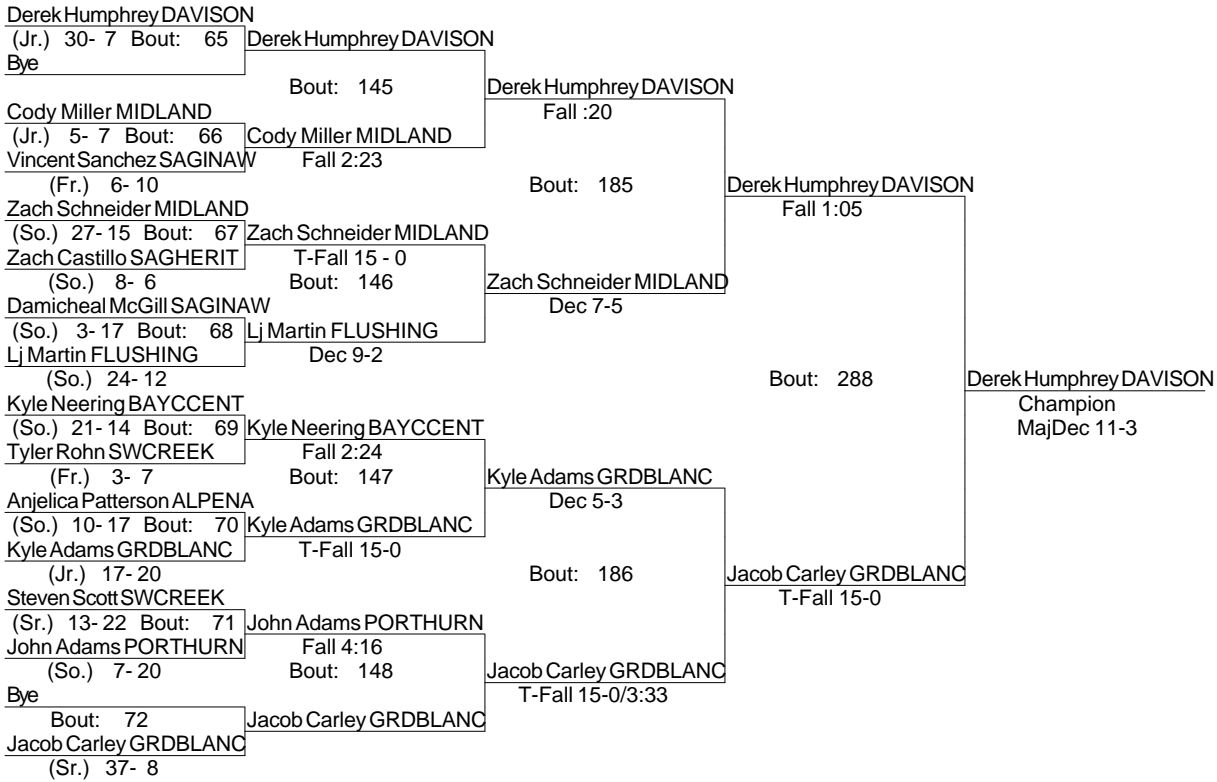 Derek Humphrey DAVISON
(Jr.) 30- 7 Bout: 65 Derek Humphrey DAVISON
Bye
Bout: 145 Derek Humphrey DAVISON
Cody Miller MIDLAND Fall :20
(Jr.) 5- 7 Bout: 66 Cody Miller MIDLAND
Vincent Sanchez SAGINAW Fall 2:23
(Fr.) 6- 10 Bout: 185 Derek Humphrey DAVISON
Zach Schneider MIDLAND Fall 1:05
(So.) 27- 15 Bout: 67 Zach Schneider MIDLAND
Zach Castillo SAGHERIT T-Fall 15 - 0
(So.) 8- 6 Bout: 146 Zach Schneider MIDLAND
Damicheal McGill SAGINAW Dec 7-5
(So.) 3- 17 Bout: 68 Lj Martin FLUSHING
Lj Martin FLUSHING Dec 9-2
(So.) 24- 12 Bout: 288 Derek Humphrey DAVISON
Kyle Neering BAYCCENT Champion
(So.) 21- 14 Bout: 69 Kyle Neering BAYCCENT MajDec 11-3
Tyler Rohn SWCREEK Fall 2:24
(Fr.) 3- 7 Bout: 147 Kyle Adams GRDBLANC
Anjelica Patterson ALPENA Dec 5-3
(So.) 10- 17 Bout: 70 Kyle Adams GRDBLANC
Kyle Adams GRDBLANC T-Fall 15-0
(Jr.) 17- 20 Bout: 186 Jacob Carley GRDBLANC
Steven Scott SWCREEK T-Fall 15-0
(Sr.) 13- 22 Bout: 71 John Adams PORTHURN
John Adams PORTHURN Fall 4:16
(So.) 7- 20 Bout: 148 Jacob Carley GRDBLANC
Bye T-Fall 15-0/3:33
Bout: 72 Jacob Carley GRDBLANC
Jacob Carley GRDBLANC
(Sr.) 37- 8